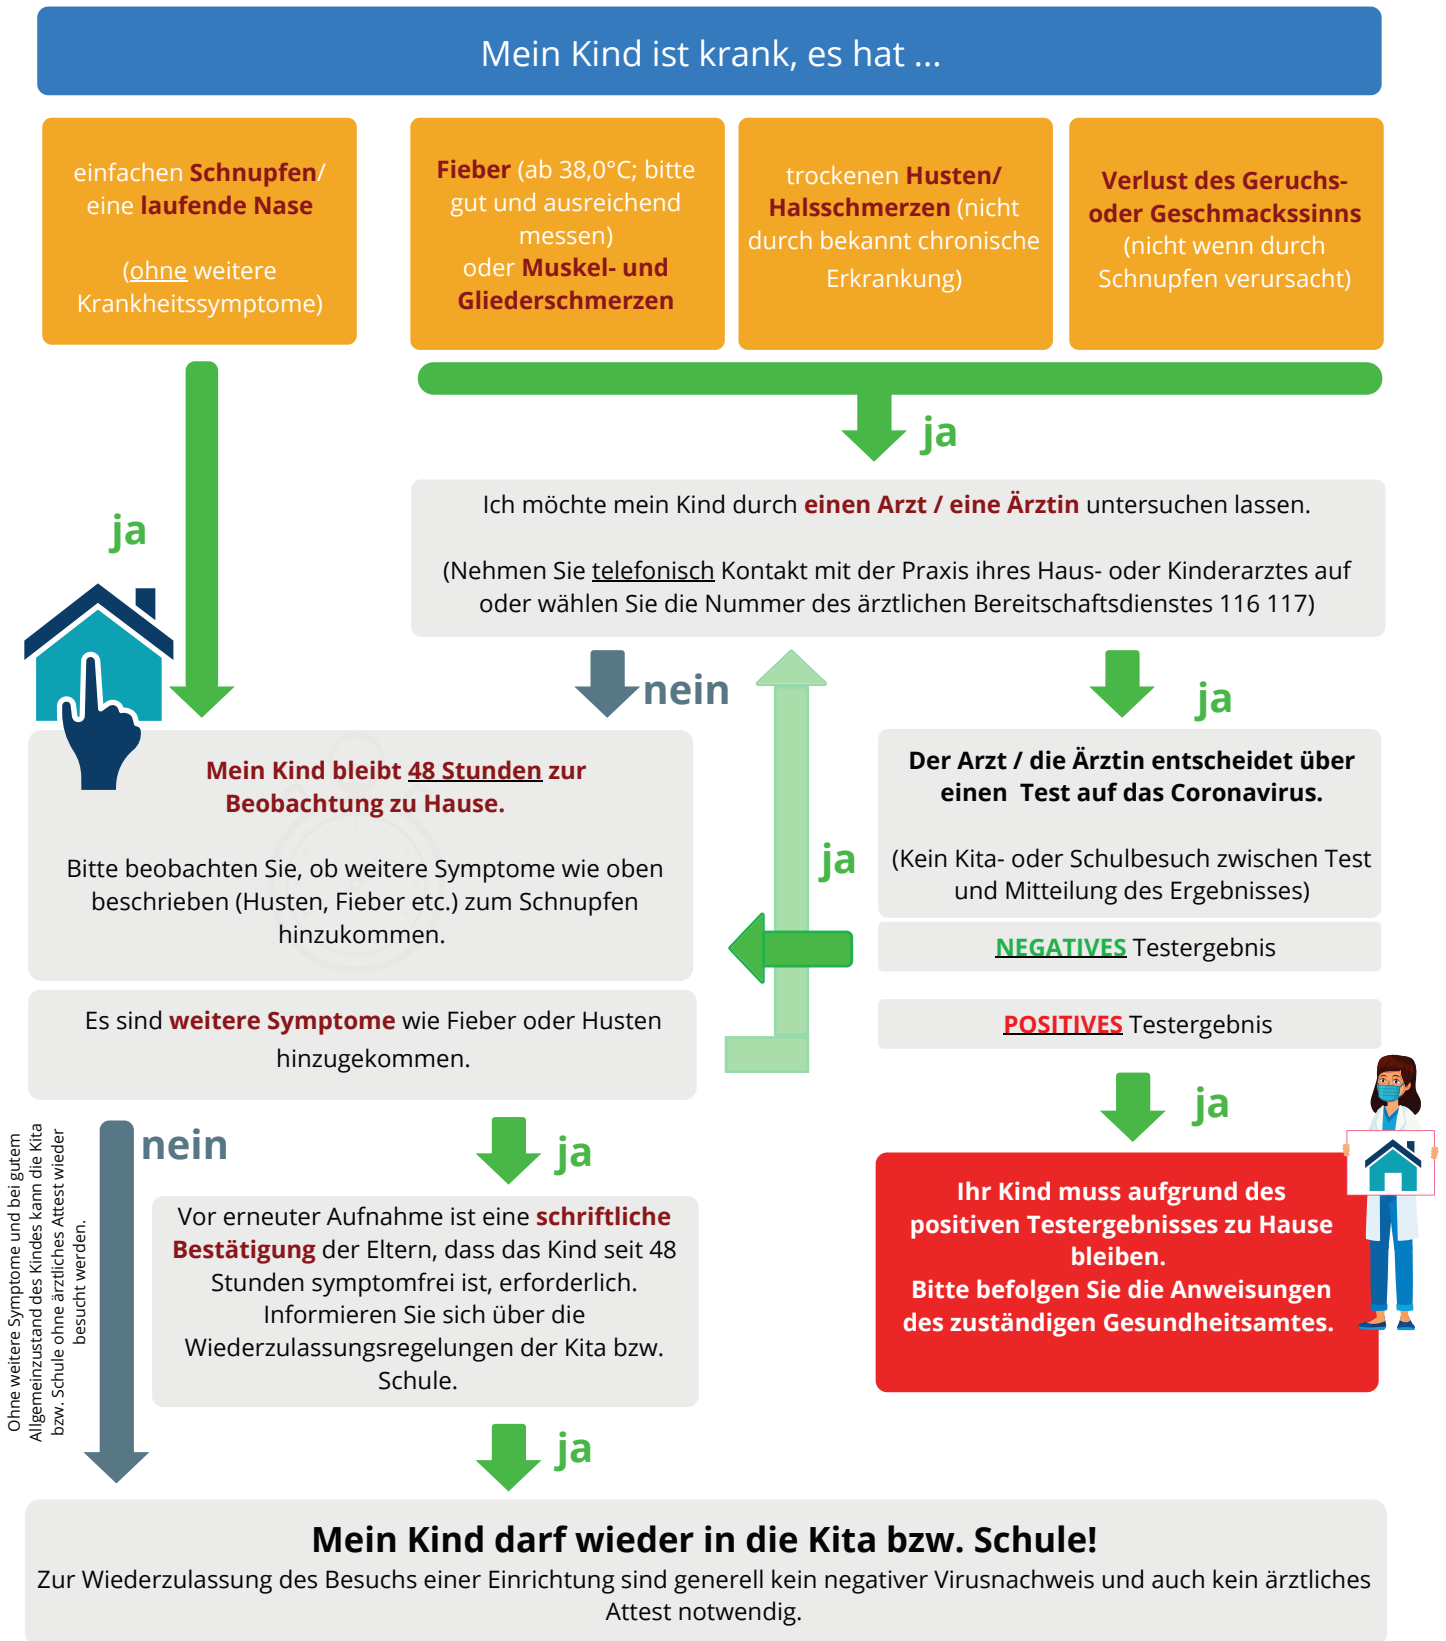 Mein Kind ist krank, es hat ...
einfachen Schnupfen/
eine laufende Nase
(ohne weitere
Krankheitssymptome)
Fieber (ab 38,0°C; bitte
gut und ausreichend
messen)
oder Muskel- und
Gliederschmerzen
trockenen Husten/
Halsschmerzen (nicht
durch bekannt chronische
Erkrankung)
Verlust des Geruchs-
oder Geschmackssinns
(nicht wenn durch
Schnupfen verursacht)
ja
ja
Ich möchte mein Kind durch einen Arzt / eine Ärztin untersuchen lassen.
(Nehmen Sie telefonisch Kontakt mit der Praxis ihres Haus- oder Kinderarztes auf
oder wählen Sie die Nummer des ärztlichen Bereitschaftsdienstes 116 117)
nein
ja
Mein Kind bleibt 48 Stunden zur
Beobachtung zu Hause.
Bitte beobachten Sie, ob weitere Symptome wie oben
beschrieben (Husten, Fieber etc.) zum Schnupfen
hinzukommen.
Es sind weitere Symptome wie Fieber oder Husten
hinzugekommen.
ja
Der Arzt / die Ärztin entscheidet über
einen Test auf das Coronavirus.
(Kein Kita- oder Schulbesuch zwischen Test
und Mitteilung des Ergebnisses)
NEGATIVES Testergebnis
POSITIVES Testergebnis
ja
Ihr Kind muss aufgrund des
positiven Testergebnisses zu Hause
bleiben.
Bitte befolgen Sie die Anweisungen
des zuständigen Gesundheitsamtes.
Ohne weitere Symptome und bei gutem
Allgemeinzustand des Kindes kann die Kita
bzw. Schule ohne ärztliches Attest wieder
besucht werden.
nein
ja
Vor erneuter Aufnahme ist eine schriftliche
Bestätigung der Eltern, dass das Kind seit 48
Stunden symptomfrei ist, erforderlich.
Informieren Sie sich über die
Wiederzulassungsregelungen der Kita bzw.
Schule.
ja
Mein Kind darf wieder in die Kita bzw. Schule!
Zur Wiederzulassung des Besuchs einer Einrichtung sind generell kein negativer Virusnachweis und auch kein ärztliches
Attest notwendig.